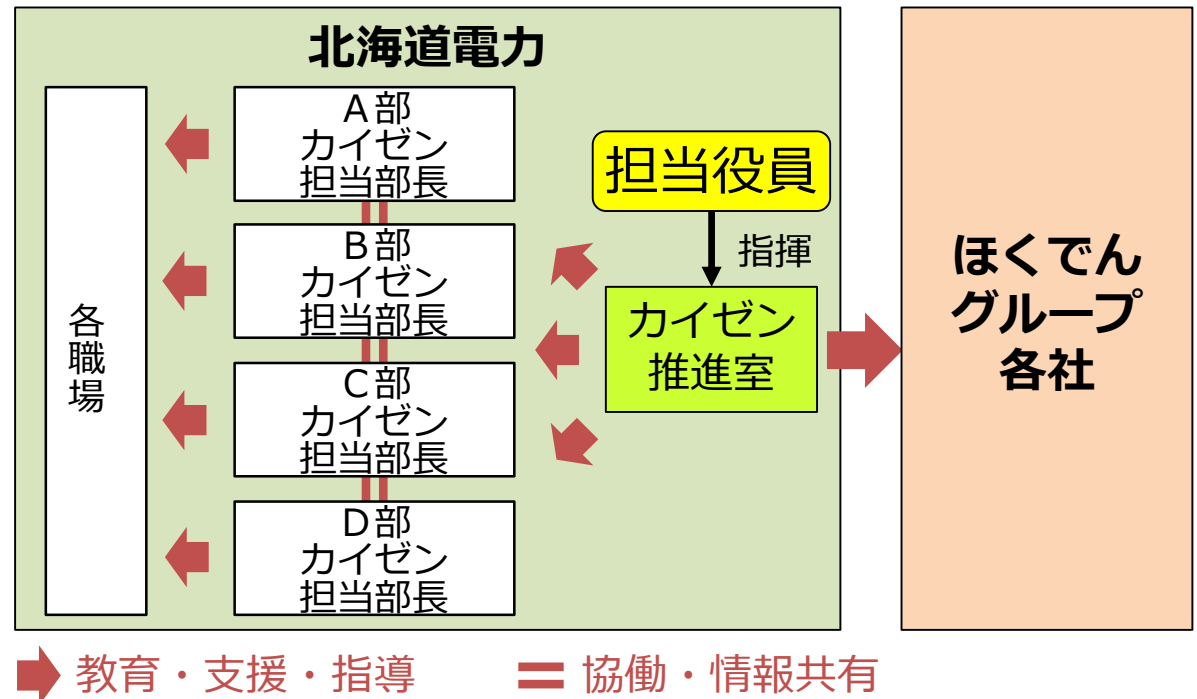 北海道電力
各職場
A部
カイゼン
担当部長
B部
カイゼン
担当部長
C部
カイゼン
担当部長
D部
カイゼン
担当部長
担当役員
指揮
カイゼン
推進室
ほくでん
グループ
各社
教育・支援・指導
協働・情報共有